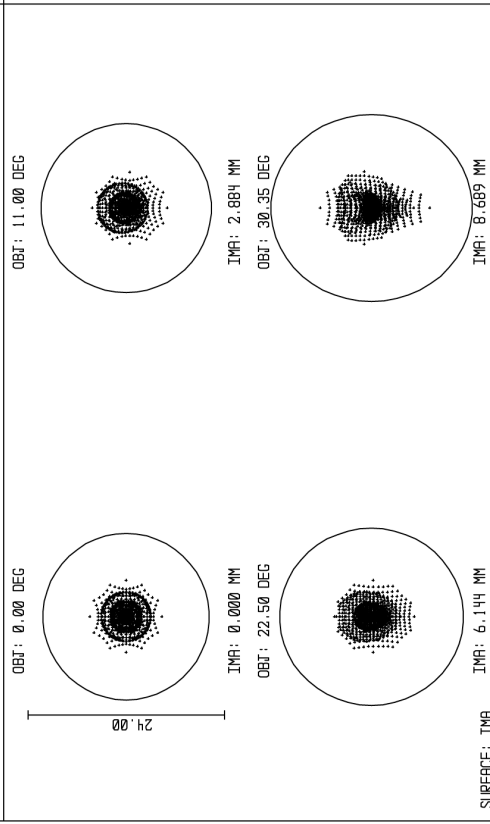 OBJ: 0.00 DEG
OBJ: 11.00 DEG
24.00
IMA: 0.000 MM
IMA: 2.884 MM
OBJ: 22.50 DEG
OBJ: 30.35 DEG
IMA: 6.144 MM
IMA: 8.689 MM
SURFACE: IMA